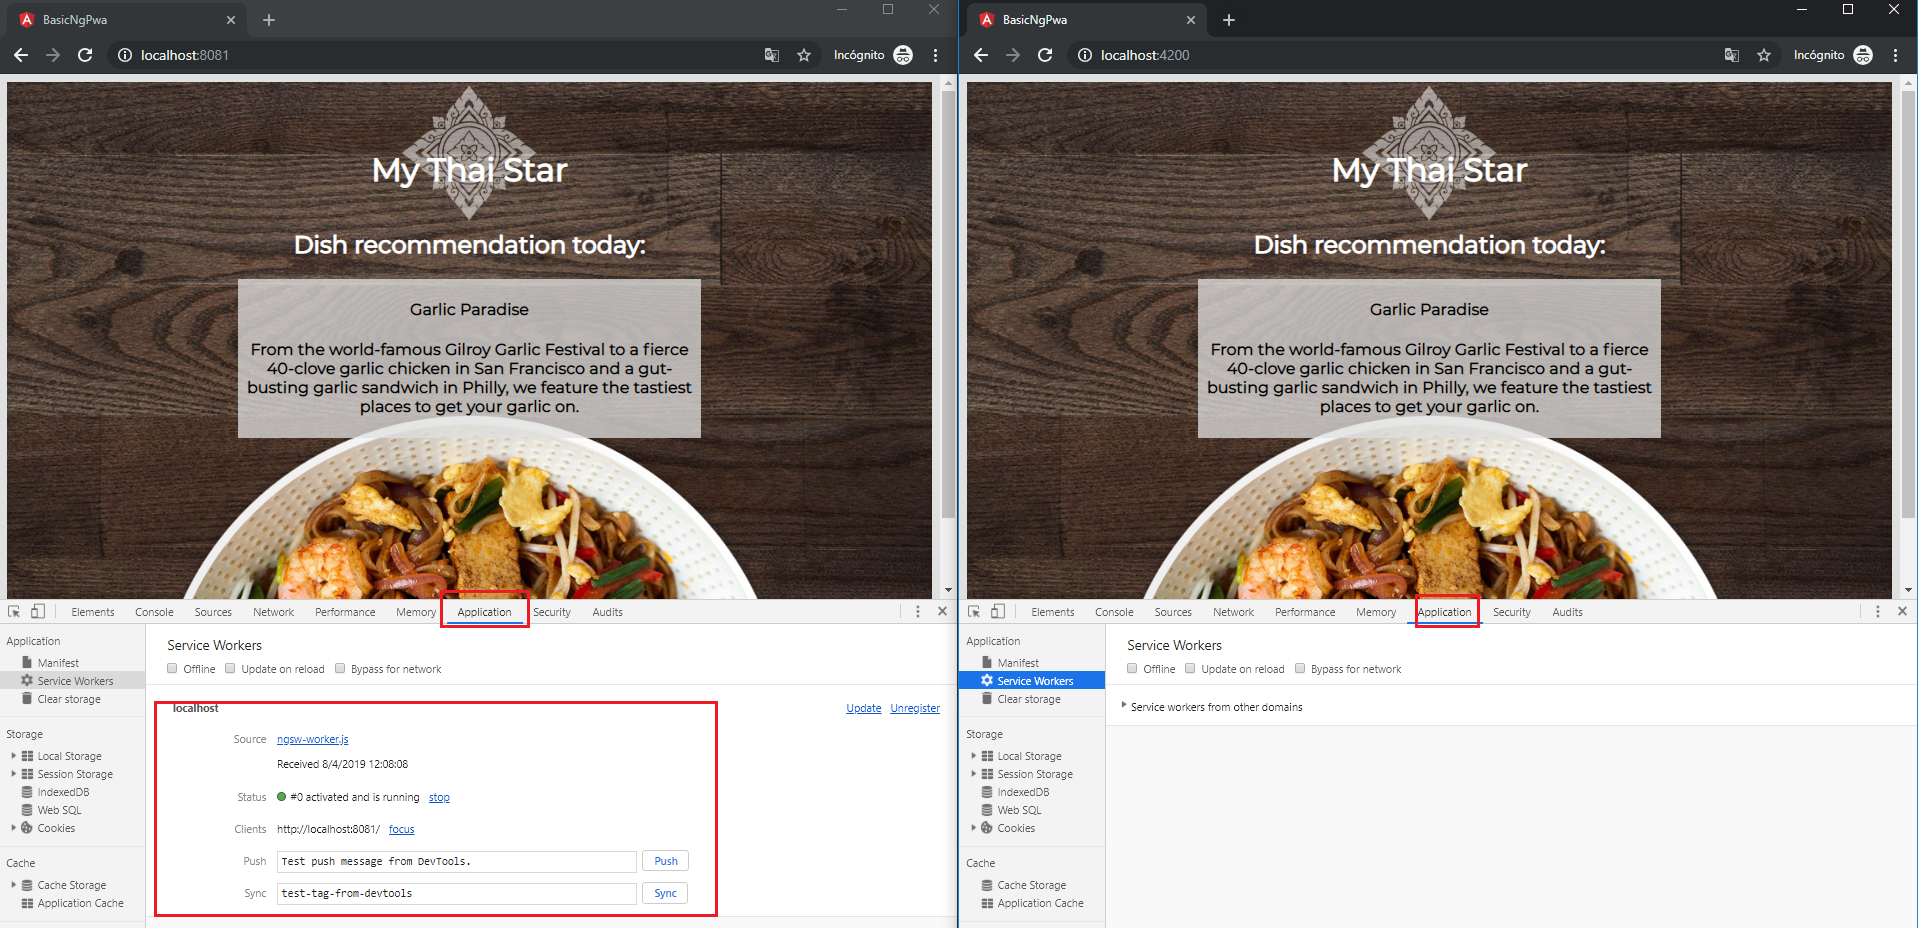 BasicNgPwa
localhost:8081
Incógnito
My Thai Star
Dish recommendation today:
Garlic Paradise
From the world-famous Gilroy Garlic Festival to a fierce
40-clove garlic chicken in San Francisco and a gut-
busting garlic sandwich in Philly, we feature the tastiest
places to get your garlic on.
Elements Console Sources Network Performance Memory Application Security Audits
Application
Manifest
Service Workers
Clear storage
Storage
Local Storage
Session Storage
IndexedDB
Web SQL
Cookies
Cache
Cache Storage
Application Cache
Service Workers
Offline Update on reload Bypass for network
localhost Update Unregister
Source ngsw-worker.js
Received 8/4/2019 12:08:08
Status #0 activated and is running stop
Clients http://localhost:8081/ focus
Push Test push message from DevTools. Push
Sync test-tag-from-devtools Sync
BasicNgPwa
localhost:4200
Incógnito
My Thai Star
Dish recommendation today:
Garlic Paradise
From the world-famous Gilroy Garlic Festival to a fierce
40-clove garlic chicken in San Francisco and a gut-
busting garlic sandwich in Philly, we feature the tastiest
places to get your garlic on.
Elements Console Sources Network Performance Memory Application Security Audits
Application
Manifest
Service Workers
Clear storage
Storage
Local Storage
Session Storage
IndexedDB
Web SQL
Cookies
Cache
Cache Storage
Application Cache
Service Workers
Offline Update on reload Bypass for network
Service workers from other domains